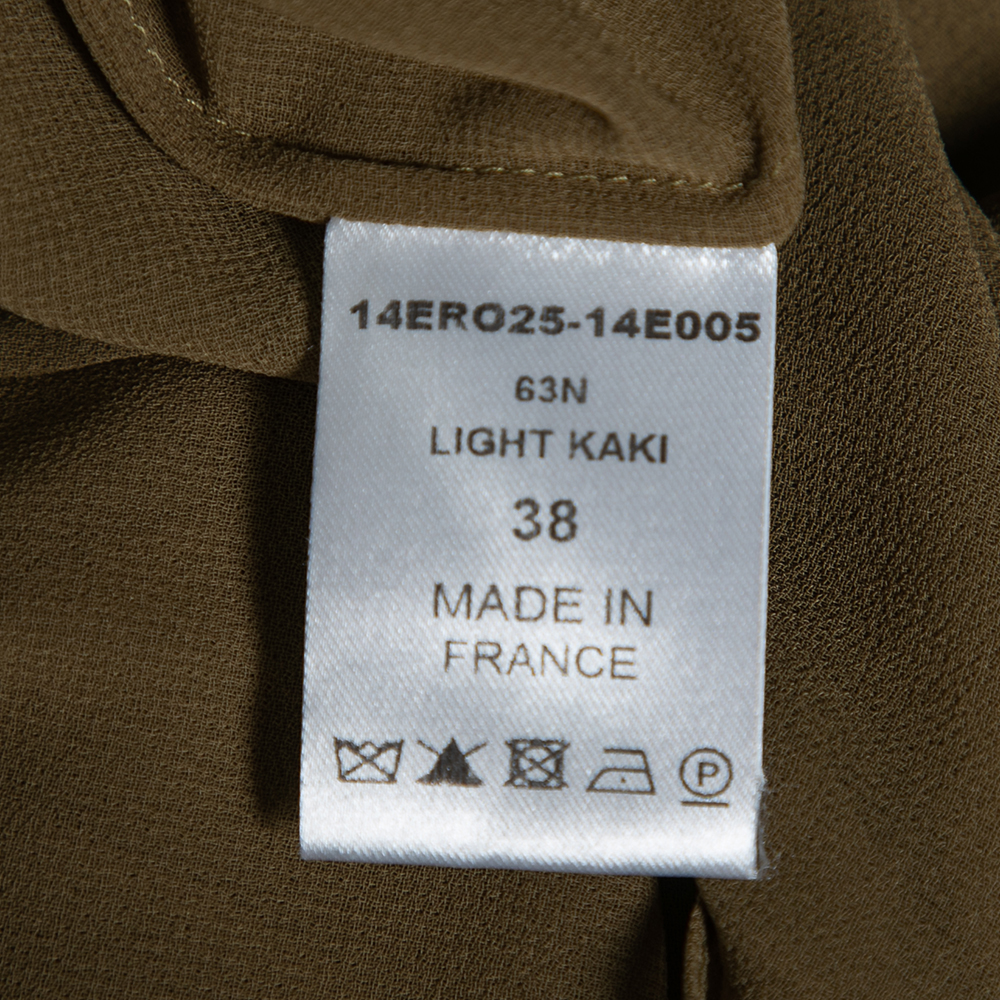 14ERO25-14E005
63N
LIGHT KAKI
38
MADE IN
FRANCE
P